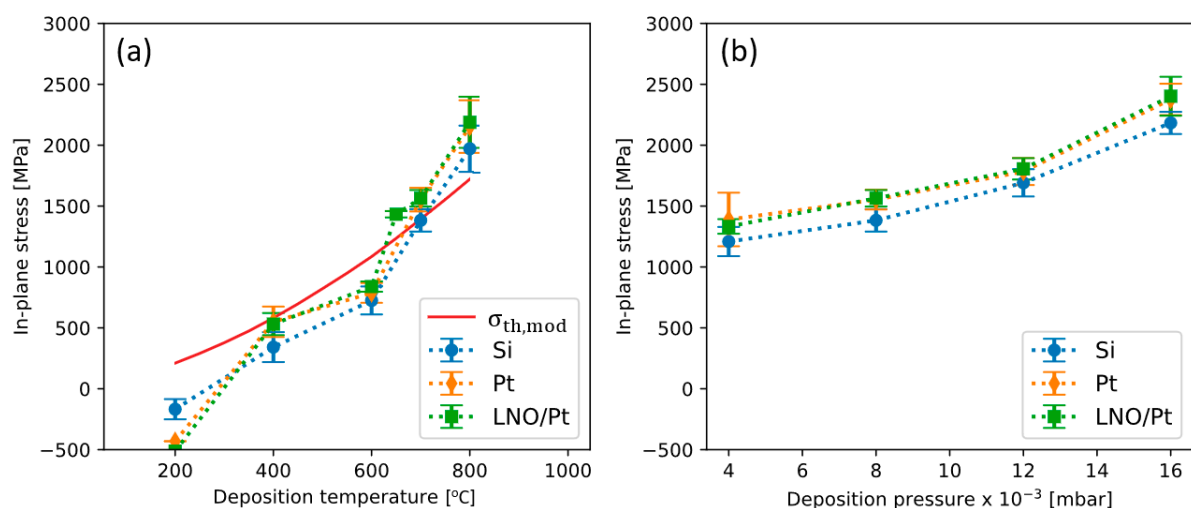 (a)
In-plane stress [MPa]
3000
2500
2000
1500
1000
500
0
−500
200 400 600 800 1000
Deposition temperature [°C]
σth,mod
Si
Pt
LNO/Pt
(b)
In-plane stress [MPa]
3000
2500
2000
1500
1000
500
0
−500
4 6 8 10 12 14 16
Deposition pressure x 10⁻³ [mbar]
Si
Pt
LNO/Pt